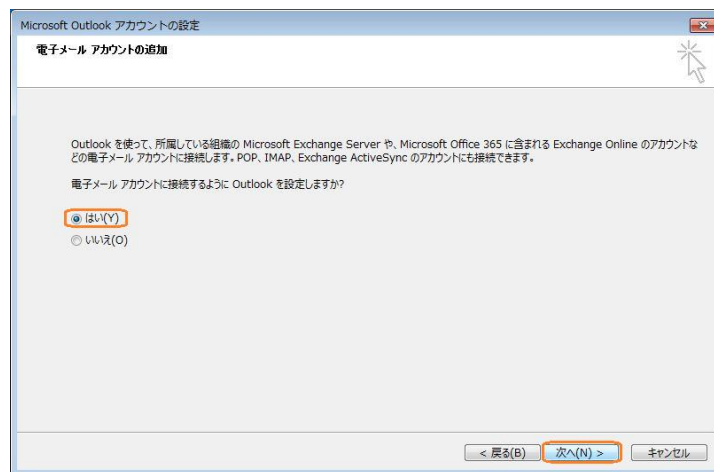 Microsoft Outlook アカウントの設定
電子メール アカウントの追加
Outlook を使って、所属している組織の Microsoft Exchange Server や、Microsoft Office 365 に含まれる Exchange Online のアカウントな
どの電子メール アカウントに接続します。POP、IMAP、Exchange ActiveSync のアカウントにも接続できます。
電子メール アカウントに接続するように Outlook を設定しますか?
はい(Y)
いいえ(O)
< 戻る(B) 次へ(N) > キャンセル